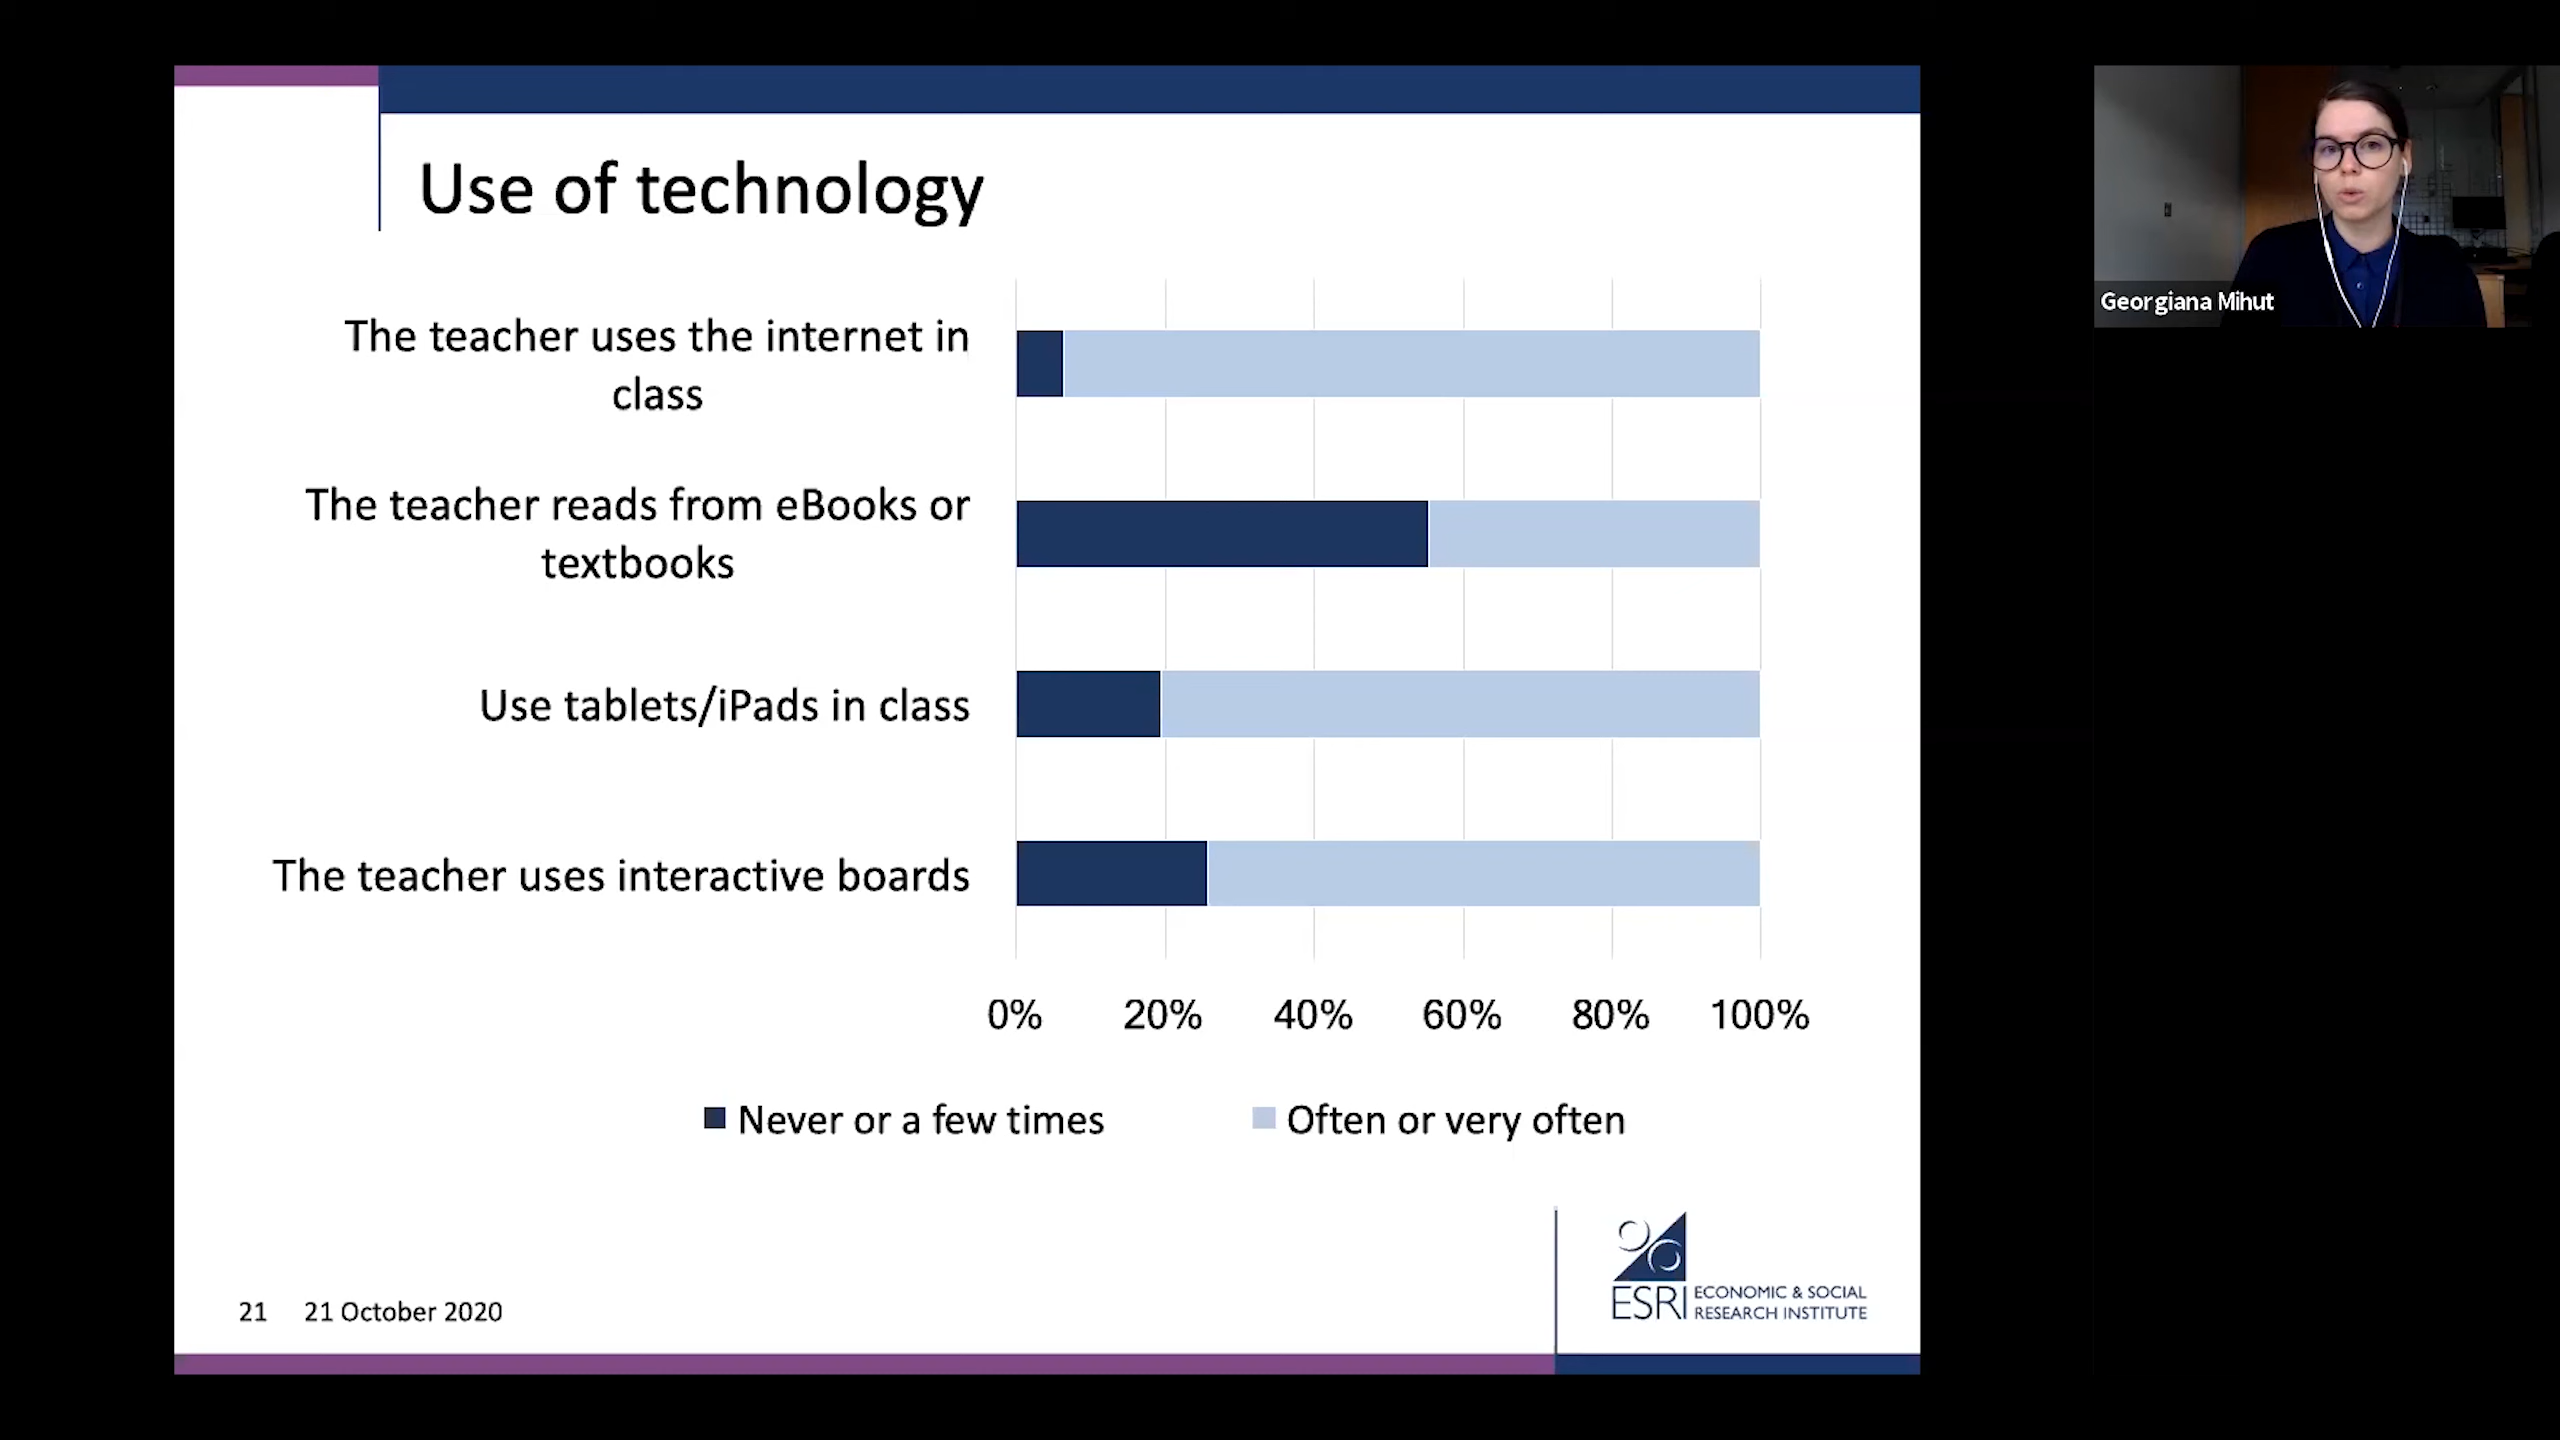 Use of technology
The teacher uses the internet in
class
The teacher reads from eBooks or
textbooks
Use tablets/iPads in class
The teacher uses interactive boards
0% 20% 40% 60% 80% 100%
Never or a few times Often or very often
21 21 October 2020
ESRI ECONOMIC & SOCIAL
RESEARCH INSTITUTE
Georgiana Mihut